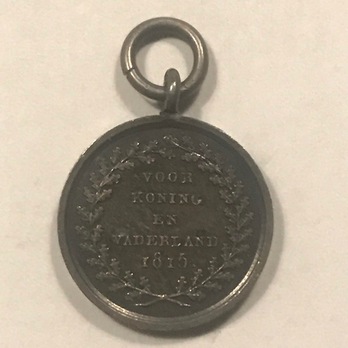 VOOR
KONING
EN
VADERLAND
1815.